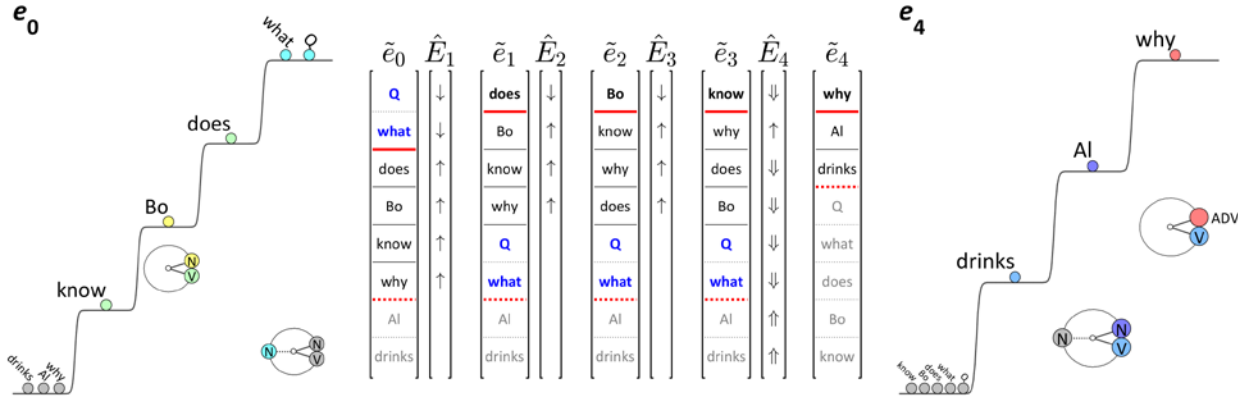 e0
what Q
does
Bo
N
V
know
N
N
V
drinks Al why
ẽ0 Ê1 ẽ1 Ê2 ẽ2 Ê3 ẽ3 Ê4 ẽ4
Q ↓ does ↓ Bo ↓ know ⇓ why
what ↓ Bo ↑ know ↑ why ↑ Al
does ↑ know ↑ why ↑ does ⇓ drinks
Bo ↑ why ↑ does ↑ Bo ⇓ Q
know ↑ Q Q Q ⇓ what
why ↑ what what what ⇓ does
Al Al Al Al ⇑ Bo
drinks drinks drinks drinks ⇑ know
e4
why
Al
ADV
V
drinks
N
N
V
know Bo does what Q